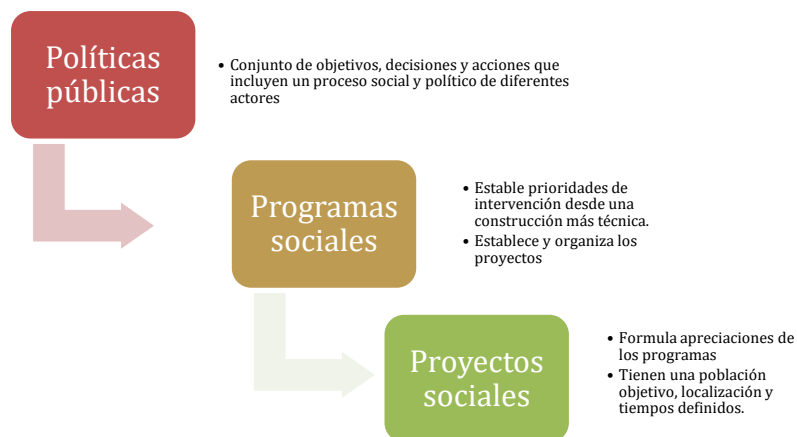 Políticas
públicas
• Conjunto de objetivos, decisiones y acciones que
incluyen un proceso social y político de diferentes
actores
Programas
sociales
• Estable prioridades de
intervención desde una
construcción más técnica.
• Establece y organiza los
proyectos
Proyectos
sociales
• Formula apreciaciones de
los programas
• Tienen una población
objetivo, localización y
tiempos definidos.